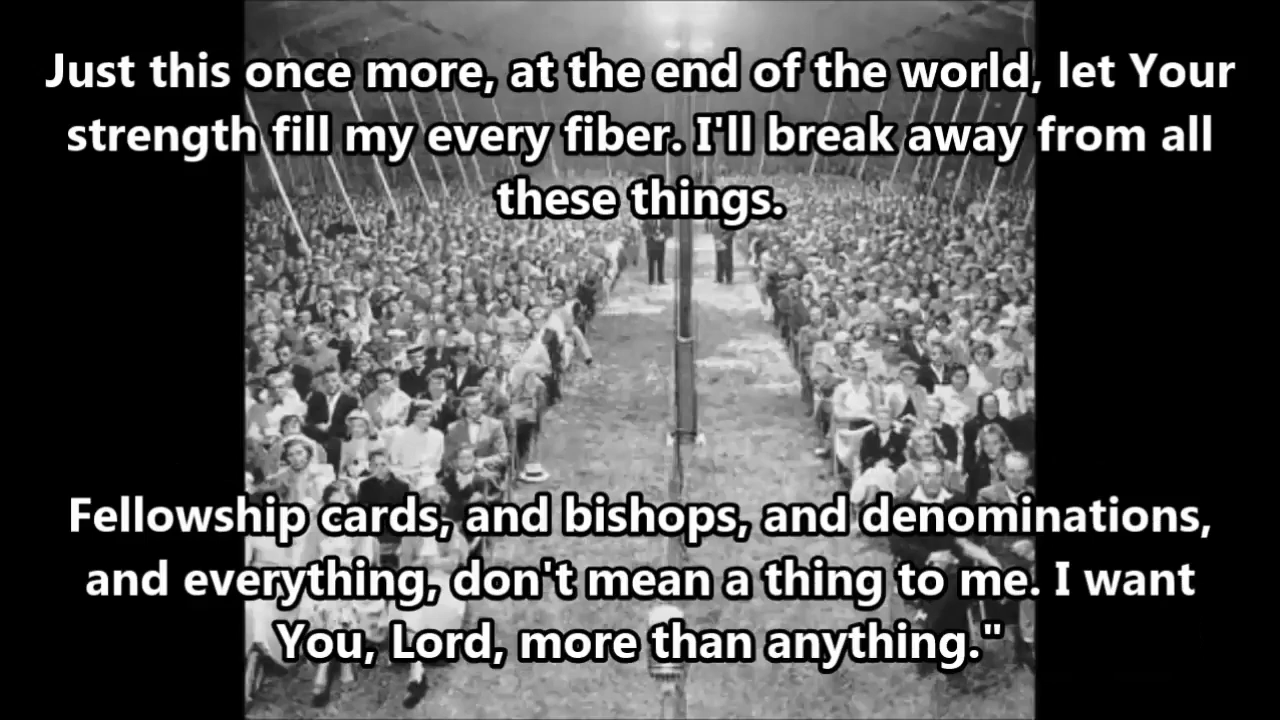 Just this once more, at the end of the world, let Your
strength fill my every fiber. I'll break away from all
these things.
Fellowship cards, and bishops, and denominations,
and everything, don't mean a thing to me. I want
You, Lord, more than anything."